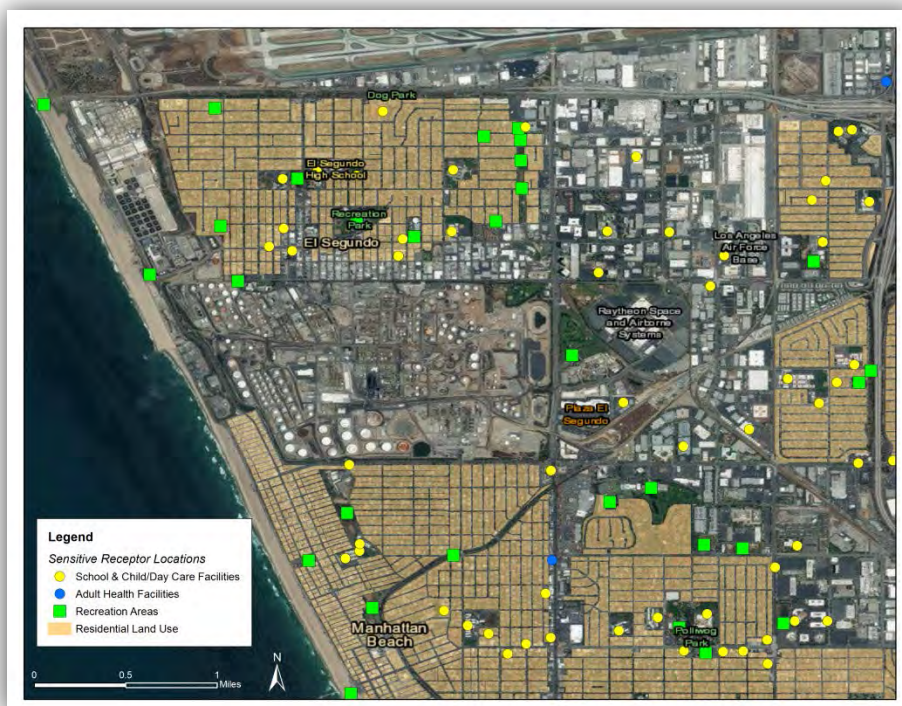 Dog Park
El Segundo
High School
Recreation
Park
El Segundo
Los Angeles
Air Force
Base
Raytheon Space
and Airborne
Systems
Plaza El
Segundo
Legend
Sensitive Receptor Locations
School & Child/Day Care Facilities
Adult Health Facilities
Recreation Areas
Residential Land Use
Manhattan
Beach
Polliwog
Park
N
0 0.5 1
Miles